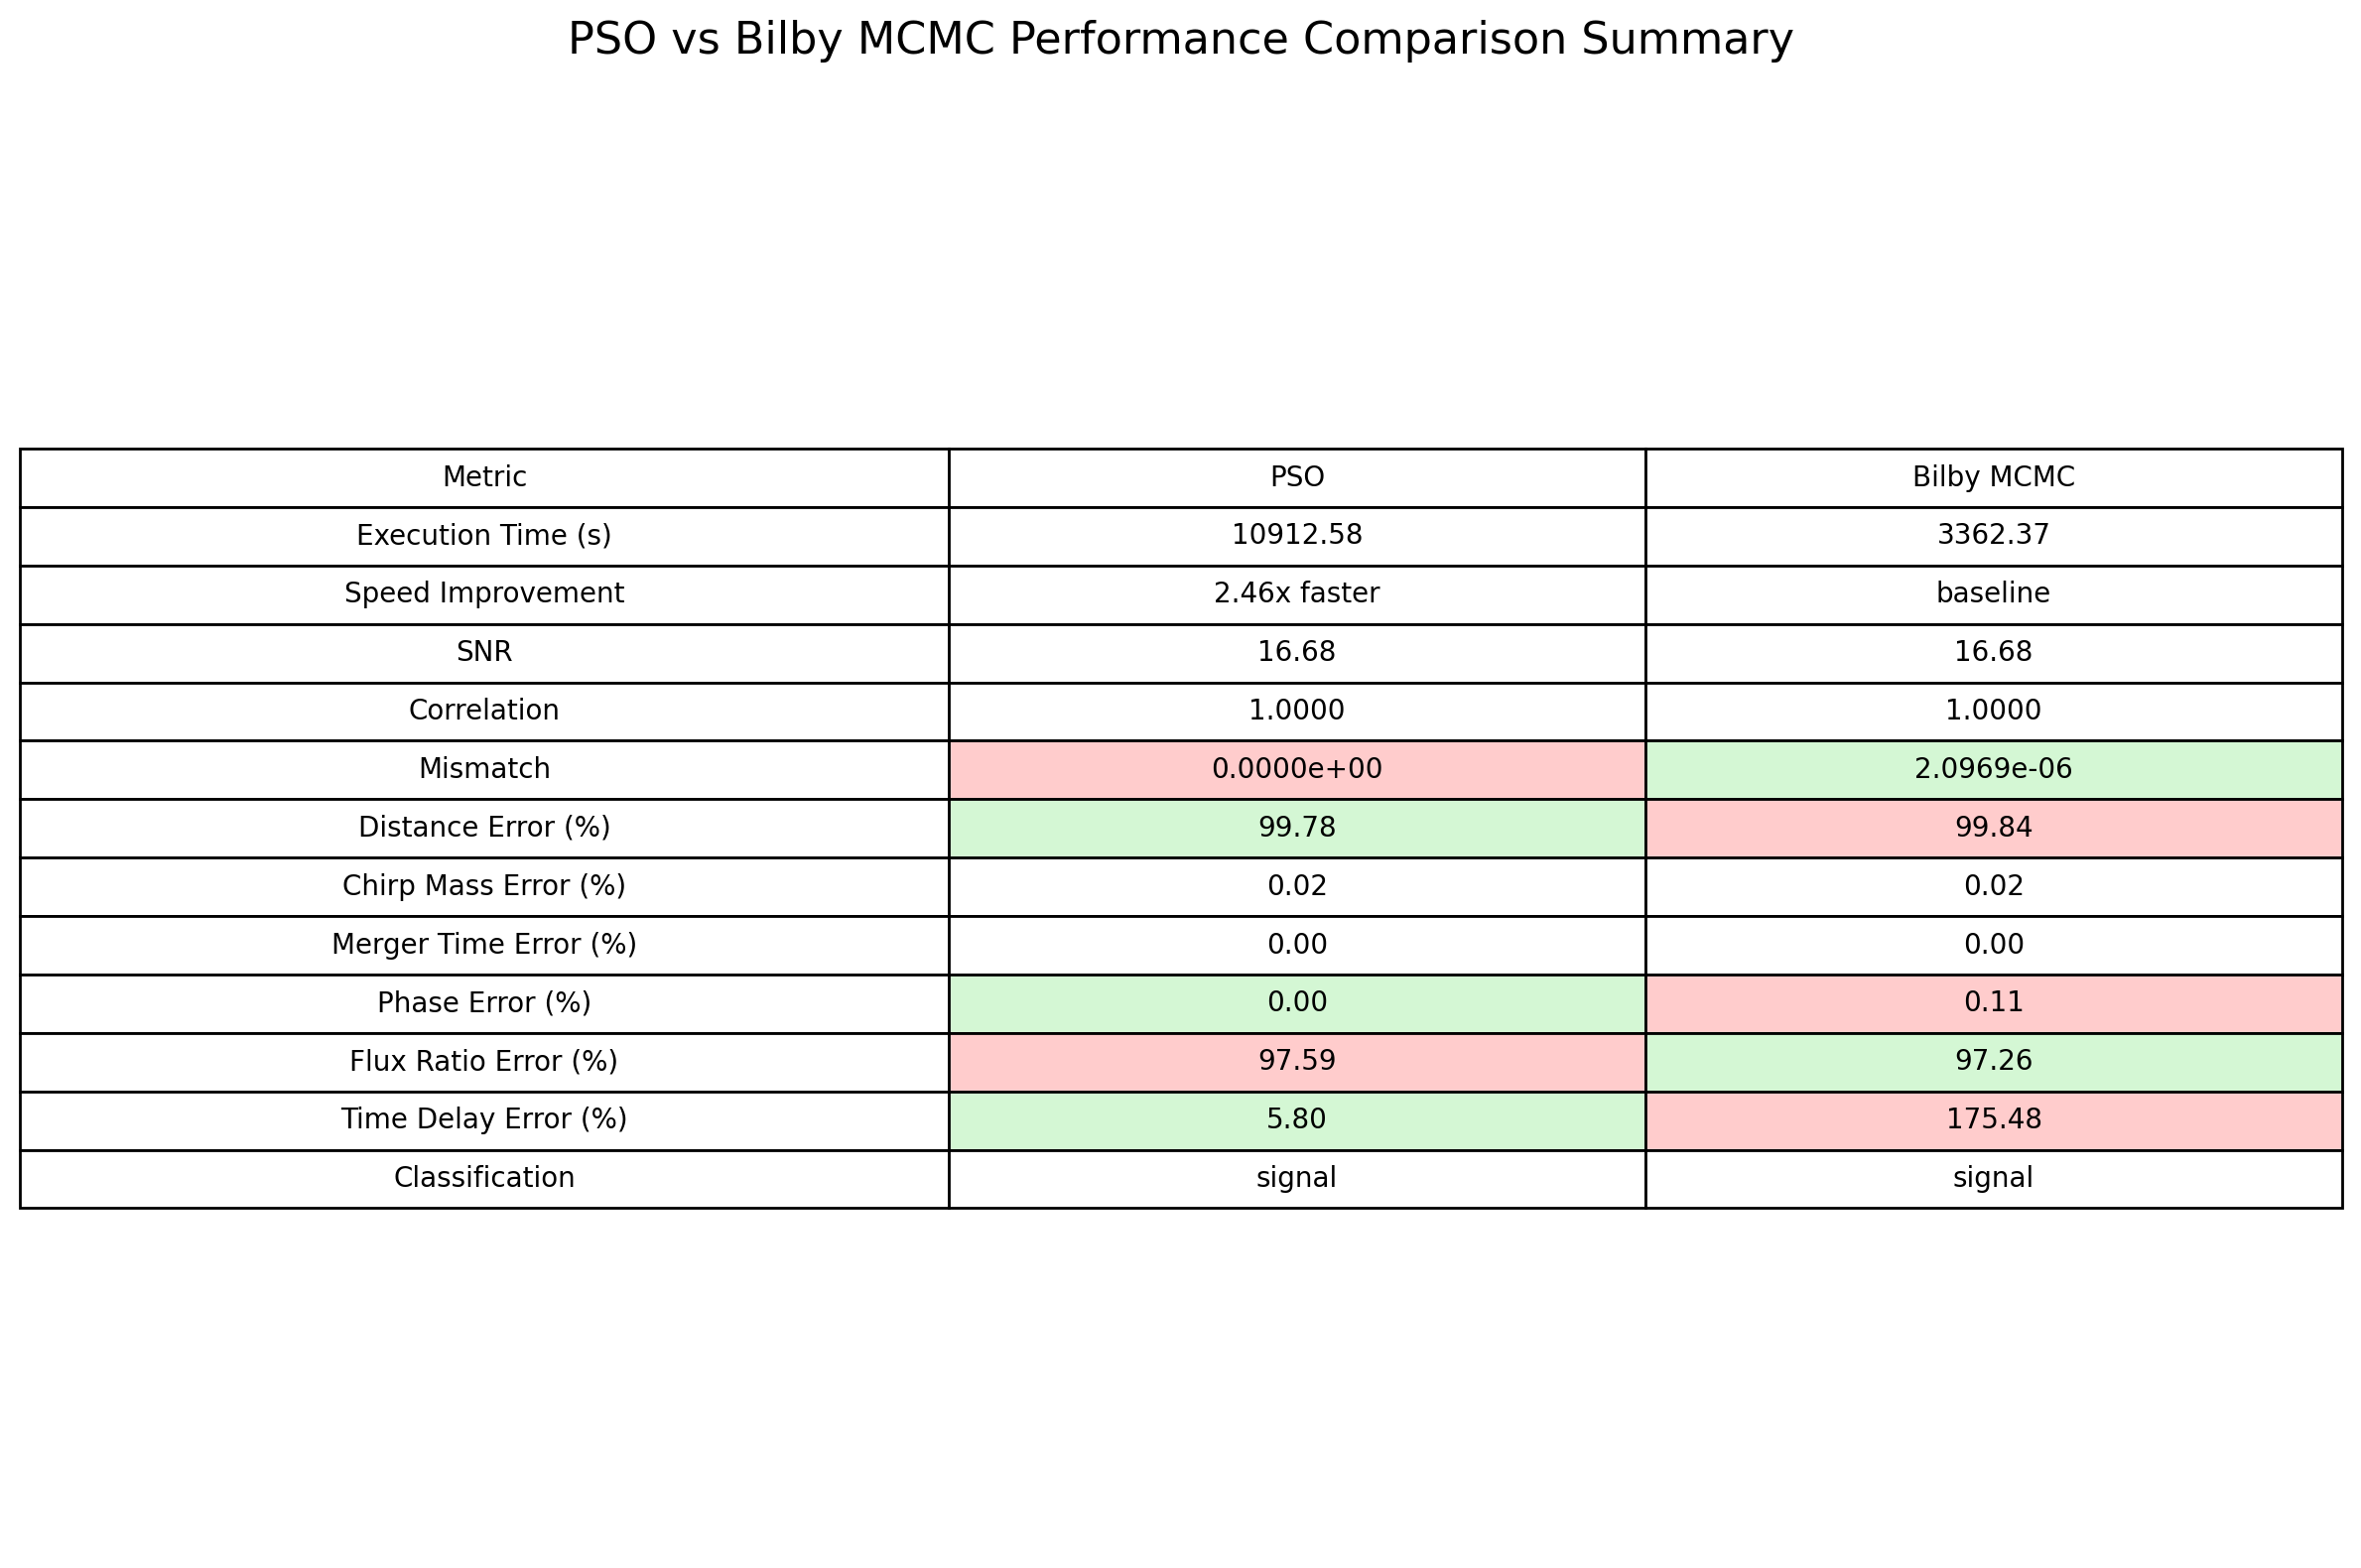 PSO vs Bilby MCMC Performance Comparison Summary
Metric PSO Bilby MCMC
Execution Time (s) 10912.58 3362.37
Speed Improvement 2.46x faster baseline
SNR 16.68 16.68
Correlation 1.0000 1.0000
Mismatch 0.0000e+00 2.0969e-06
Distance Error (%) 99.78 99.84
Chirp Mass Error (%) 0.02 0.02
Merger Time Error (%) 0.00 0.00
Phase Error (%) 0.00 0.11
Flux Ratio Error (%) 97.59 97.26
Time Delay Error (%) 5.80 175.48
Classification signal signal